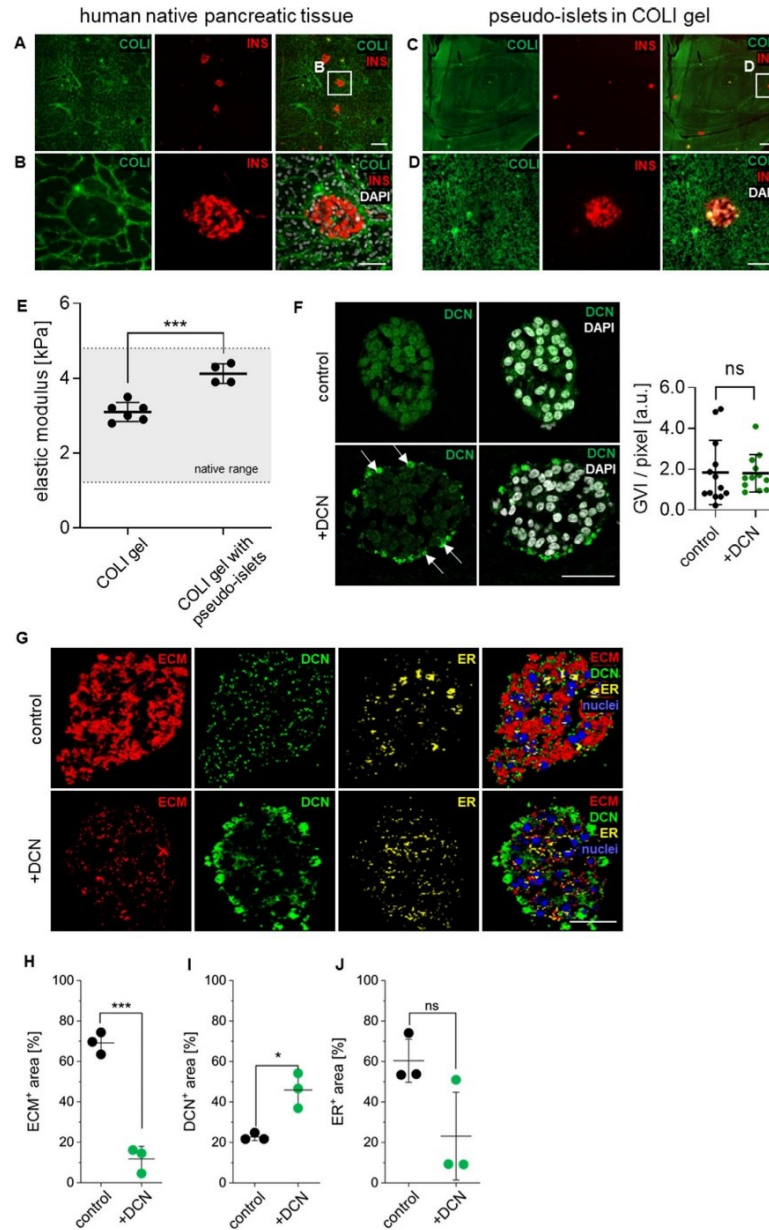 human native pancreatic tissue
pseudo-islets in COLI gel
A
COLI
INS
COLI
INS
B
C
COLI
INS
COLI
INS
D
B
COLI
INS
COLI
INS
DAPI
D
COLI
INS
COLI
INS
DAPI
E
elastic modulus [kPa]
6
4
2
0
***
native range
COLI gel
COLI gel with
pseudo-islets
F
control
DCN
DCN
DAPI
+DCN
DCN
DCN
DAPI
GVI / pixel [a.u.]
6.0
4.0
2.0
0.0
ns
control
+DCN
G
control
ECM
DCN
ER
ECM
DCN
ER
nuclei
+DCN
ECM
DCN
ER
ECM
DCN
ER
nuclei
H
ECM+ area [%]
100
80
60
40
20
0
***
control
+DCN
I
DCN+ area [%]
100
80
60
40
20
0
*
control
+DCN
J
ER+ area [%]
100
80
60
40
20
0
ns
control
+DCN